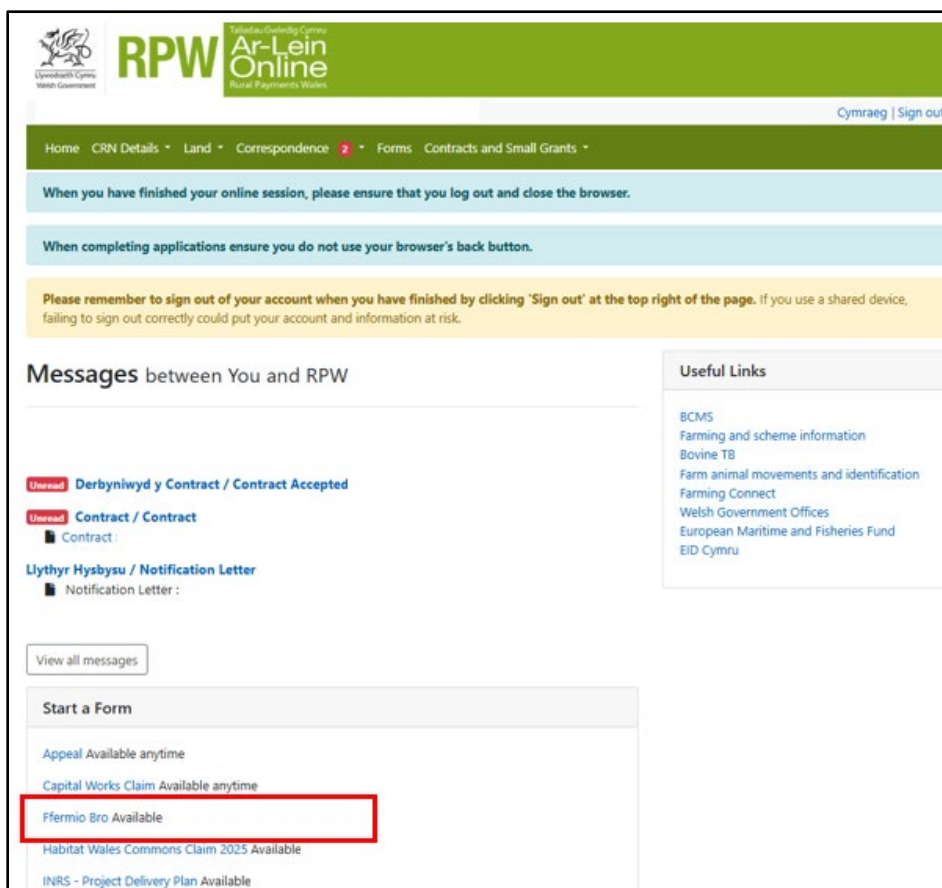 Llywodraeth Cymru
Welsh Government
RPW
Taliadau Gwledig Cymru
Ar-Lein
Online
Rural Payments Wales
Cymraeg | Sign out
Home CRN Details Land Correspondence 2 Forms Contracts and Small Grants
When you have finished your online session, please ensure that you log out and close the browser.
When completing applications ensure you do not use your browser's back button.
Please remember to sign out of your account when you have finished by clicking 'Sign out' at the top right of the page. If you use a shared device,
failing to sign out correctly could put your account and information at risk.
Messages between You and RPW
Unread Derbyniwyd y Contract / Contract Accepted
Unread Contract / Contract
Contract :
Llythyr Hysbysu / Notification Letter
Notification Letter :
View all messages
Useful Links
BCMS
Farming and scheme information
Bovine TB
Farm animal movements and identification
Farming Connect
Welsh Government Offices
European Maritime and Fisheries Fund
EID Cymru
Start a Form
Appeal Available anytime
Capital Works Claim Available anytime
Ffermio Bro Available
Habitat Wales Commons Claim 2025 Available
INRS - Project Delivery Plan Available